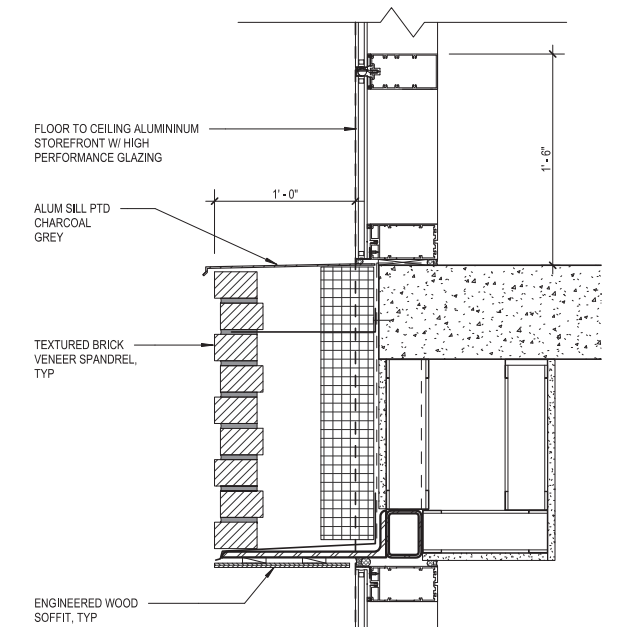 FLOOR TO CEILING ALUMININUM
STOREFRONT W/ HIGH
PERFORMANCE GLAZING
1' - 6"
1' - 0"
ALUM SILL PTD
CHARCOAL
GREY
TEXTURED BRICK
VENEER SPANDREL,
TYP
ENGINEERED WOOD
SOFFIT, TYP